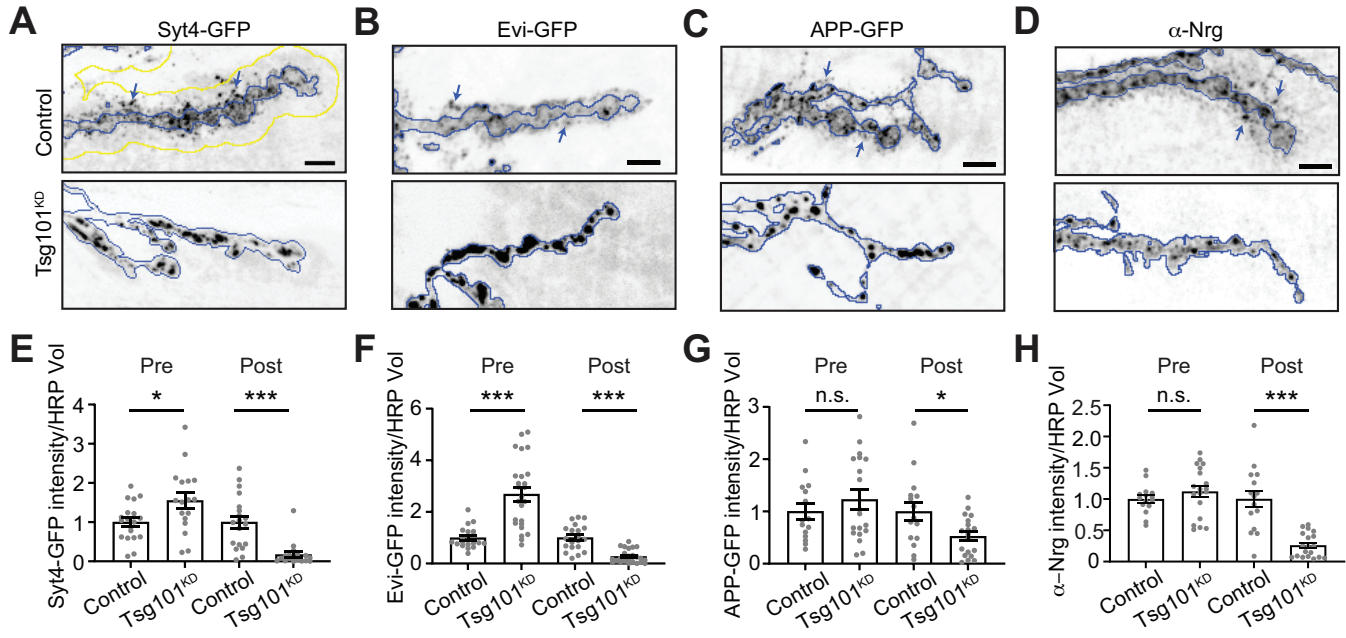 A Syt4-GFP
B Evi-GFP
C APP-GFP
D α-Nrg
Control
Tsg101KD
E Pre Post
* ***
Syt4-GFP intensity/HRP Vol
4
3
2
1
0
Control Tsg101KD Control Tsg101KD
F Pre Post
*** ***
Evi-GFP intensity/HRP Vol
6
4
2
0
Control Tsg101KD Control Tsg101KD
G Pre Post
n.s. *
APP-GFP intensity/HRP Vol
3
2
1
0
Control Tsg101KD Control Tsg101KD
H Pre Post
n.s. ***
α–Nrg intensity/HRP Vol
2.5
2.0
1.5
1.0
0.5
0
Control Tsg101KD Control Tsg101KD